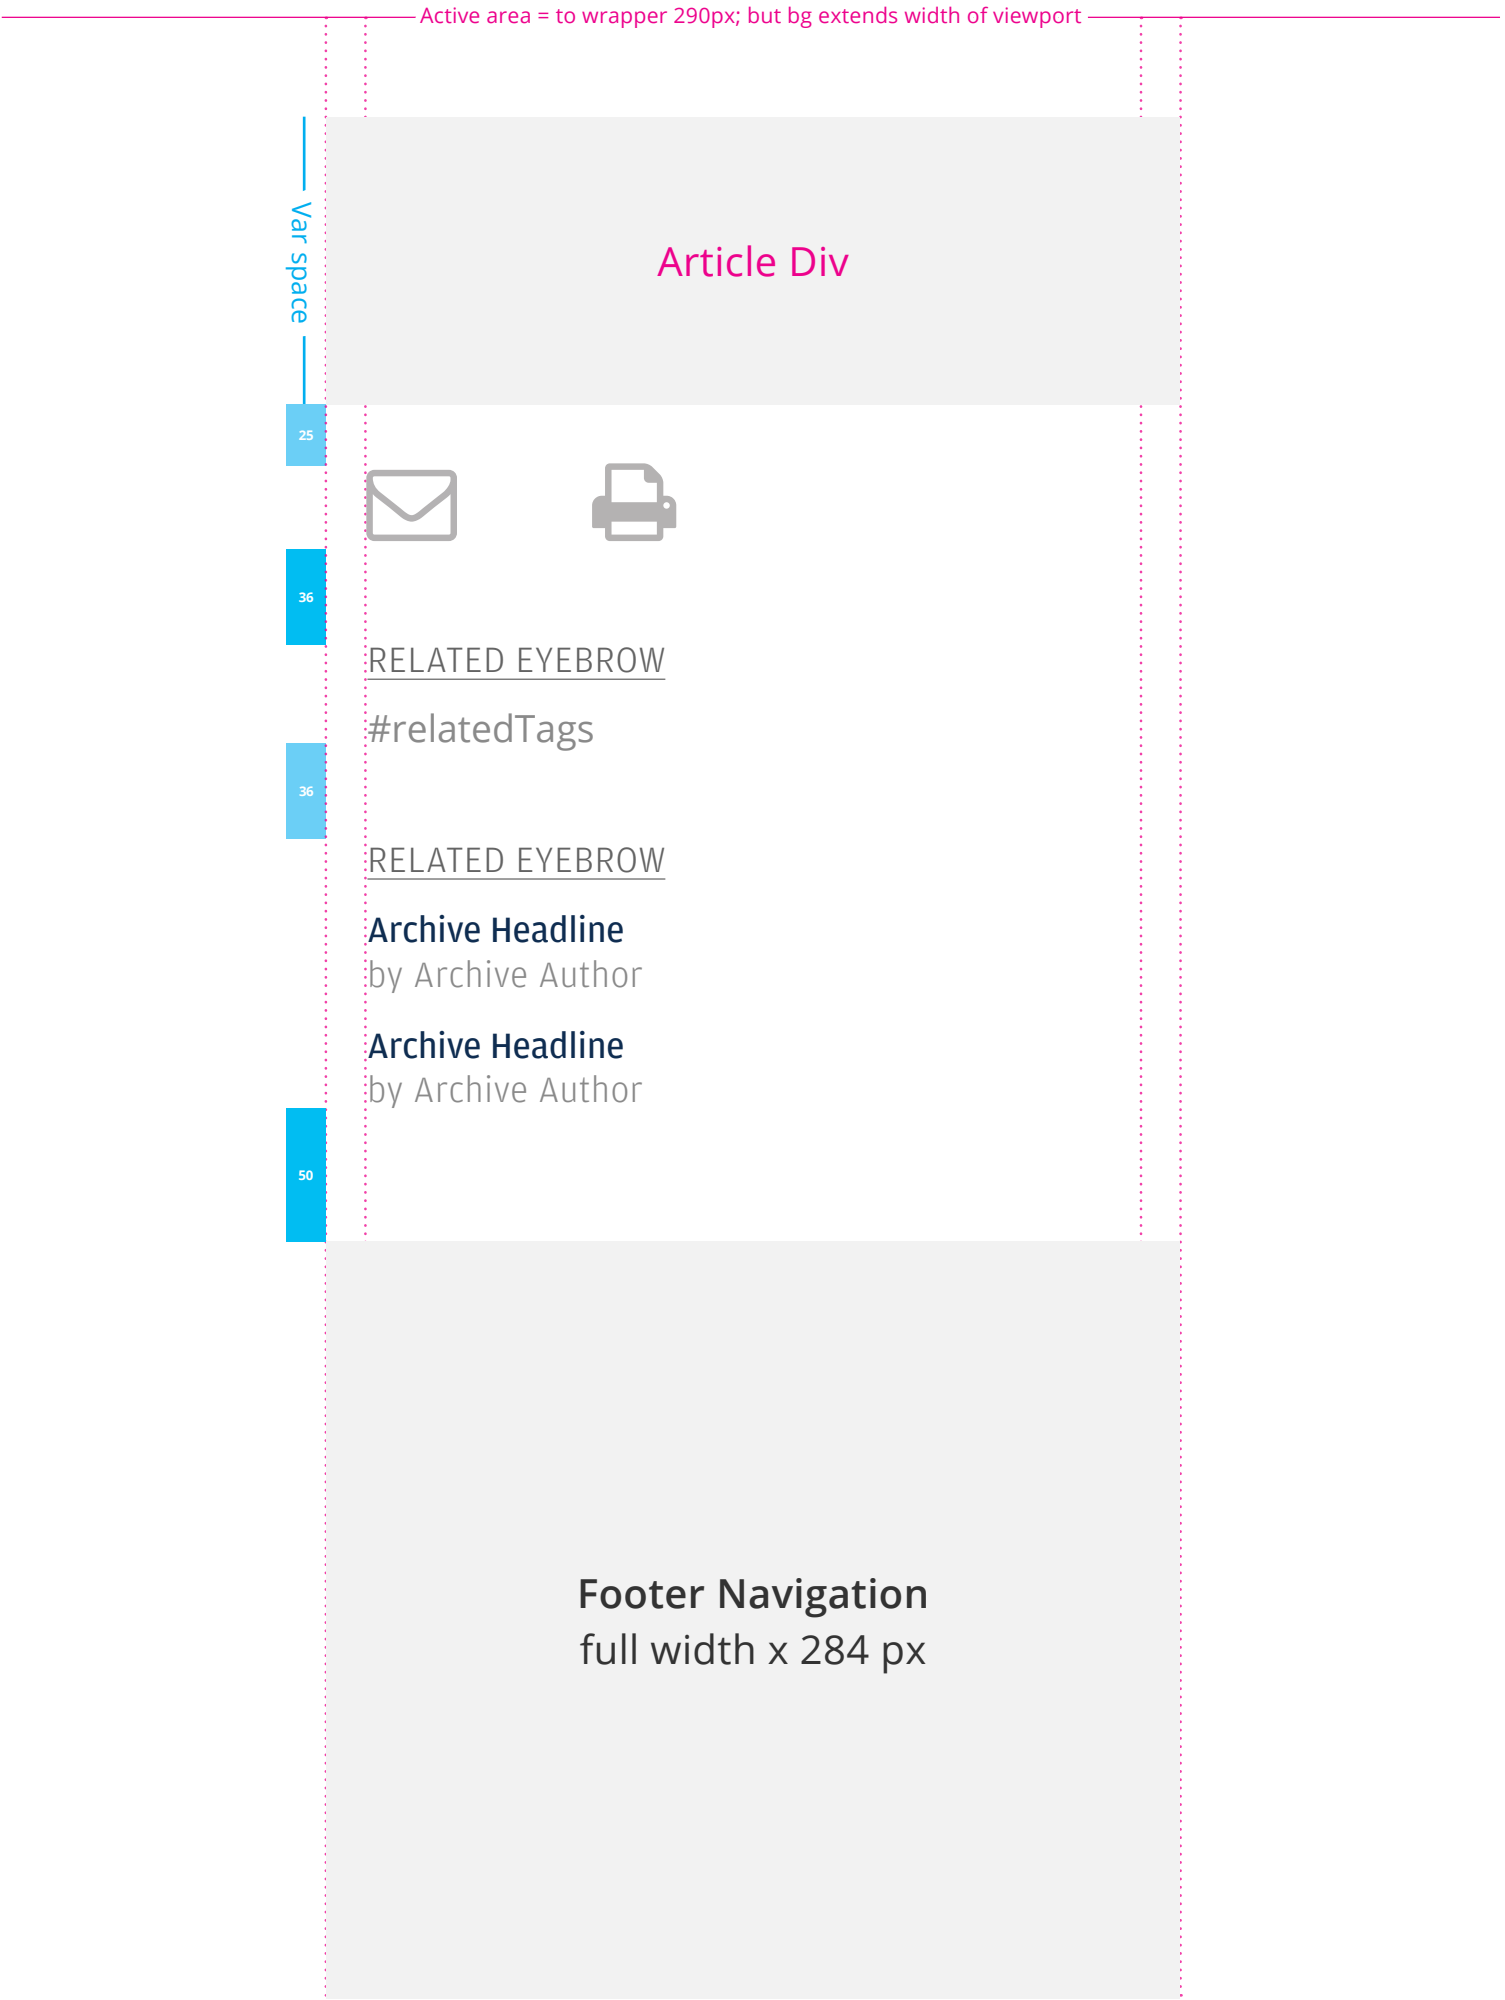 Active area = to wrapper 290px; but bg extends width of viewport
Var space
Article Div
25
36
RELATED EYEBROW
#relatedTags
36
RELATED EYEBROW
Archive Headline
by Archive Author
Archive Headline
by Archive Author
50
Footer Navigation
full width x 284 px